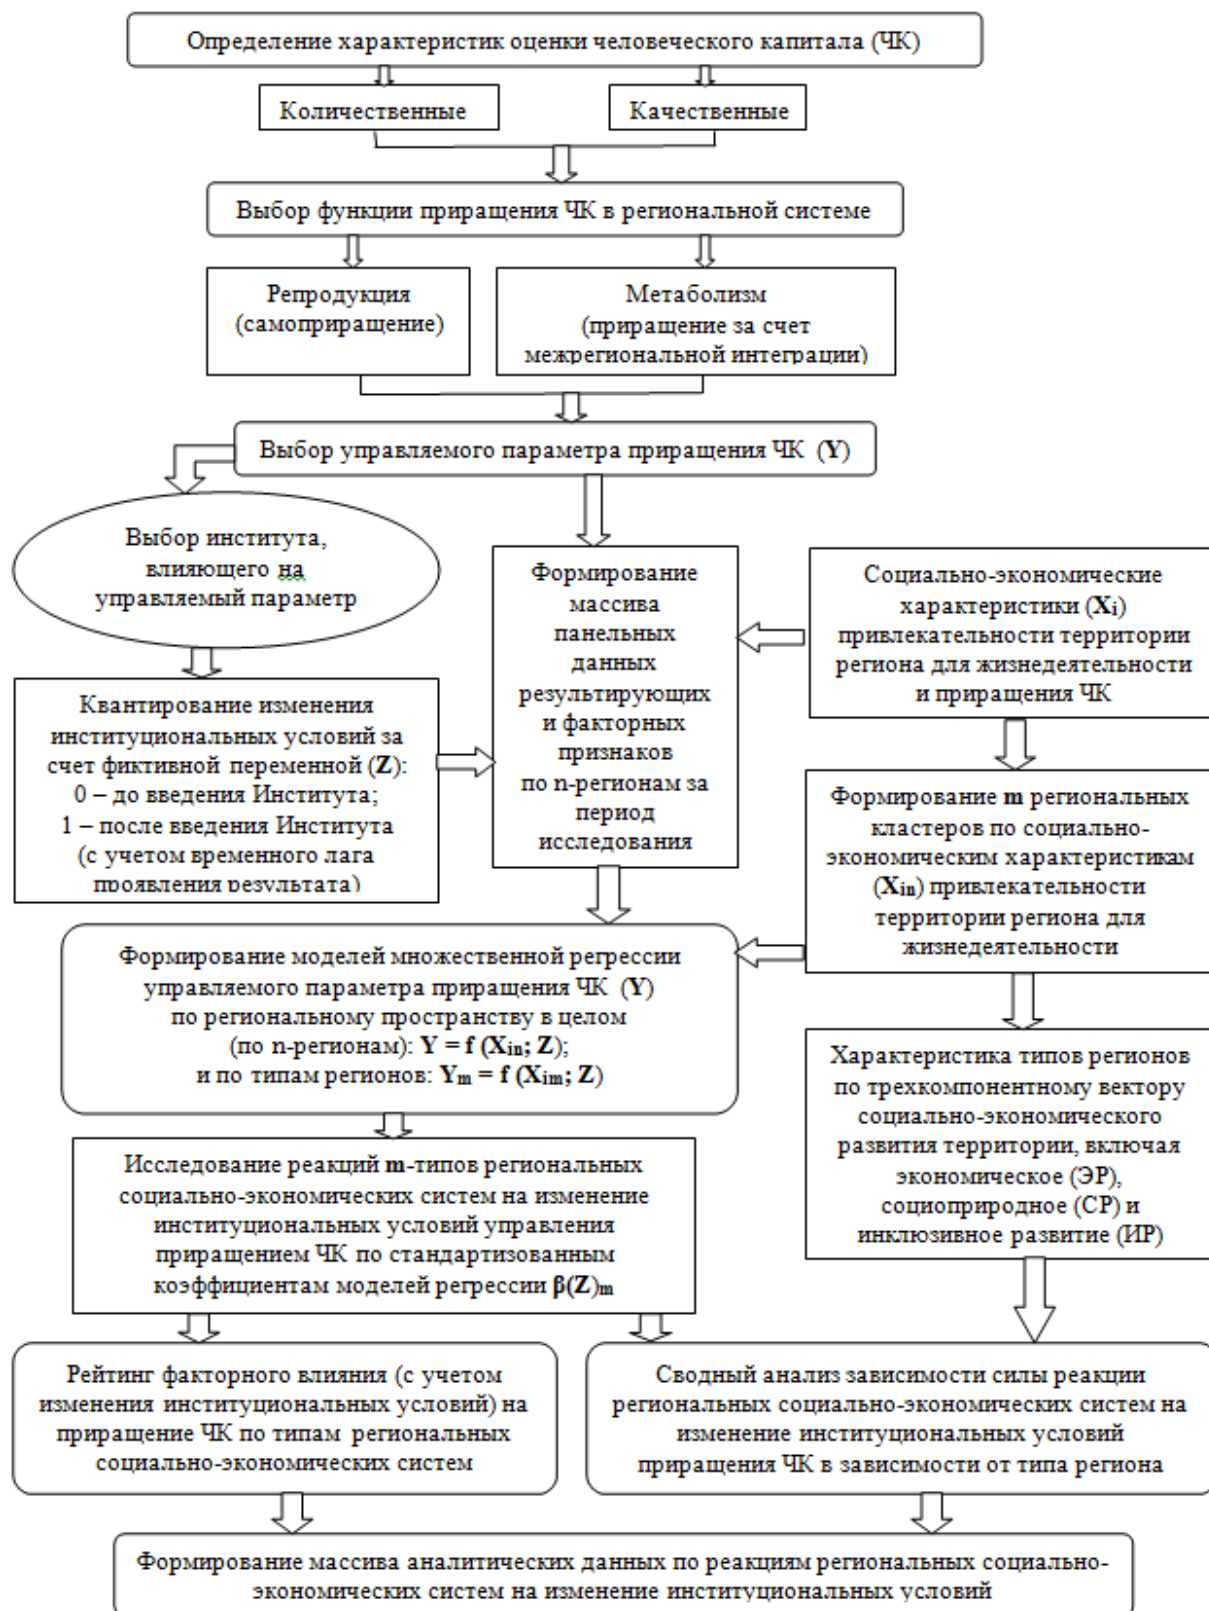 Определение характеристик оценки человеческого капитала (ЧК)
Количественные
Качественные
Выбор функции приращения ЧК в региональной системе
Репродукция
(самоприращение)
Метаболизм
(приращение за счет
межрегиональной интеграции)
Выбор управляемого параметра приращения ЧК (Y)
Выбор института,
влияющего на
управляемый параметр
Формирование
массива
панельных
данных
результирующих
и факторных
признаков
по n-регионам за
период
исследования
Социально-экономические
характеристики (Xi)
привлекательности территории
региона для жизнедеятельности
и приращения ЧК
Квантирование изменения
институциональных условий за
счет фиктивной переменной (Z):
0 – до введения Института;
1 – после введения Института
(с учетом временного лага
проявления результата)
Формирование m региональных
кластеров по социально-
экономическим характеристикам
(Xin) привлекательности
территории региона для
жизнедеятельности
Формирование моделей множественной регрессии
управляемого параметра приращения ЧК (Y)
по региональному пространству в целом
(по n-регионам): Y = f (Xin; Z);
и по типам регионов: Ym = f (Xim; Z)
Характеристика типов регионов
по трехкомпонентному вектору
социально-экономического
развития территории, включая
экономическое (ЭР),
социоприродное (СР) и
инклюзивное развитие (ИР)
Исследование реакций m-типов региональных
социально-экономических систем на изменение
институциональных условий управления
приращением ЧК по стандартизованным
коэффициентам моделей регрессии β(Z)m
Рейтинг факторного влияния (с учетом
изменения институциональных условий) на
приращение ЧК по типам региональных
социально-экономических систем
Сводный анализ зависимости силы реакции
региональных социально-экономических систем на
изменение институциональных условий
приращения ЧК в зависимости от типа региона
Формирование массива аналитических данных по реакциям региональных социально-
экономических систем на изменение институциональных условий